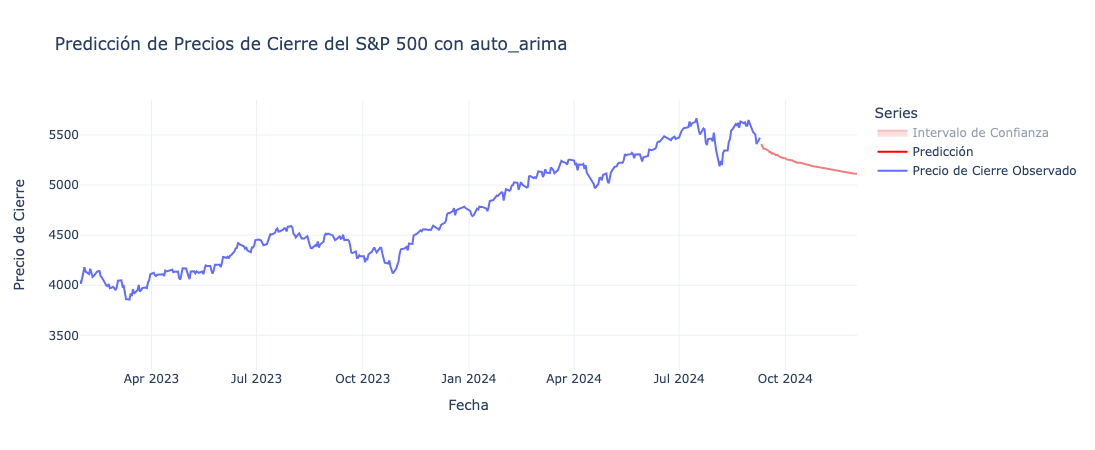 Predicción de Precios de Cierre del S&P 500 con auto_arima
Series
Intervalo de Confianza
Predicción
Precio de Cierre Observado
Precio de Cierre
5500
5000
4500
4000
3500
Apr 2023
Jul 2023
Oct 2023
Jan 2024
Apr 2024
Jul 2024
Oct 2024
Fecha